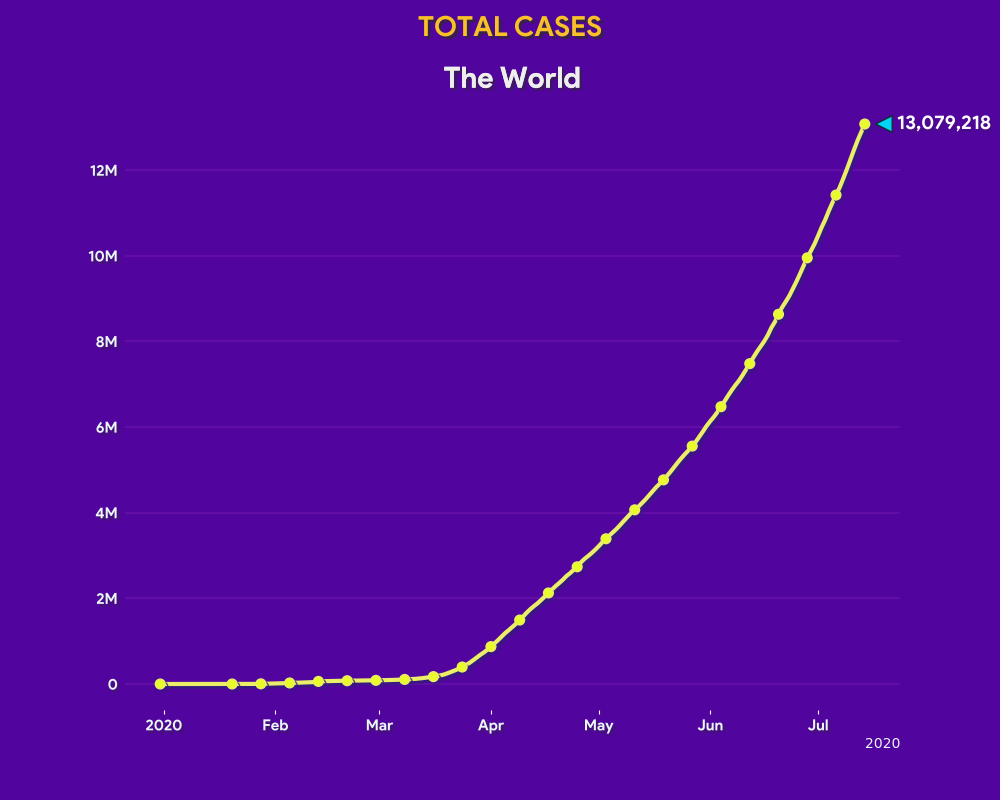 TOTAL CASES
The World
13,079,218
12M
10M
8M
6M
4M
2M
0
2020 Feb Mar Apr May Jun Jul
2020